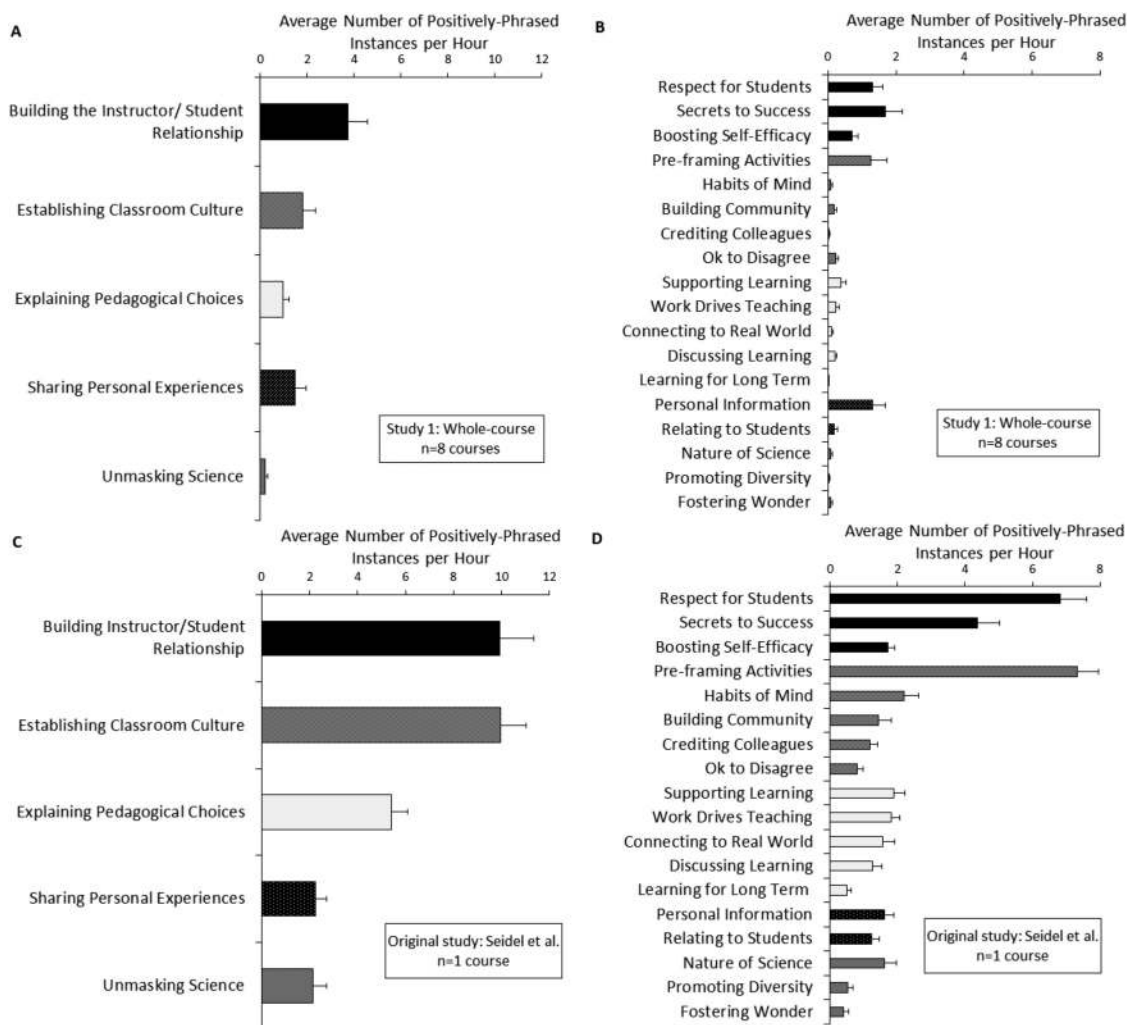 A
Average Number of Positively-Phrased
Instances per Hour
0 2 4 6 8 10 12
Building the Instructor/ Student
Relationship
Establishing Classroom Culture
Explaining Pedagogical Choices
Sharing Personal Experiences
Unmasking Science
Study 1: Whole-course
n=8 courses
B
Average Number of Positively-Phrased
Instances per Hour
0 2 4 6 8
Respect for Students
Secrets to Success
Boosting Self-Efficacy
Pre-framing Activities
Habits of Mind
Building Community
Crediting Colleagues
Ok to Disagree
Supporting Learning
Work Drives Teaching
Connecting to Real World
Discussing Learning
Learning for Long Term
Personal Information
Relating to Students
Nature of Science
Promoting Diversity
Fostering Wonder
Study 1: Whole-course
n=8 courses
C
Average Number of Positively-Phrased
Instances per Hour
0 2 4 6 8 10 12
Building Instructor/Student
Relationship
Establishing Classroom Culture
Explaining Pedagogical Choices
Sharing Personal Experiences
Unmasking Science
Original study: Seidel et al.
n=1 course
D
Average Number of Positively-Phrased
Instances per Hour
0 2 4 6 8
Respect for Students
Secrets to Success
Boosting Self-Efficacy
Pre-framing Activities
Habits of Mind
Building Community
Crediting Colleagues
Ok to Disagree
Supporting Learning
Work Drives Teaching
Connecting to Real World
Discussing Learning
Learning for Long Term
Personal Information
Relating to Students
Nature of Science
Promoting Diversity
Fostering Wonder
Original study: Seidel et al.
n=1 course